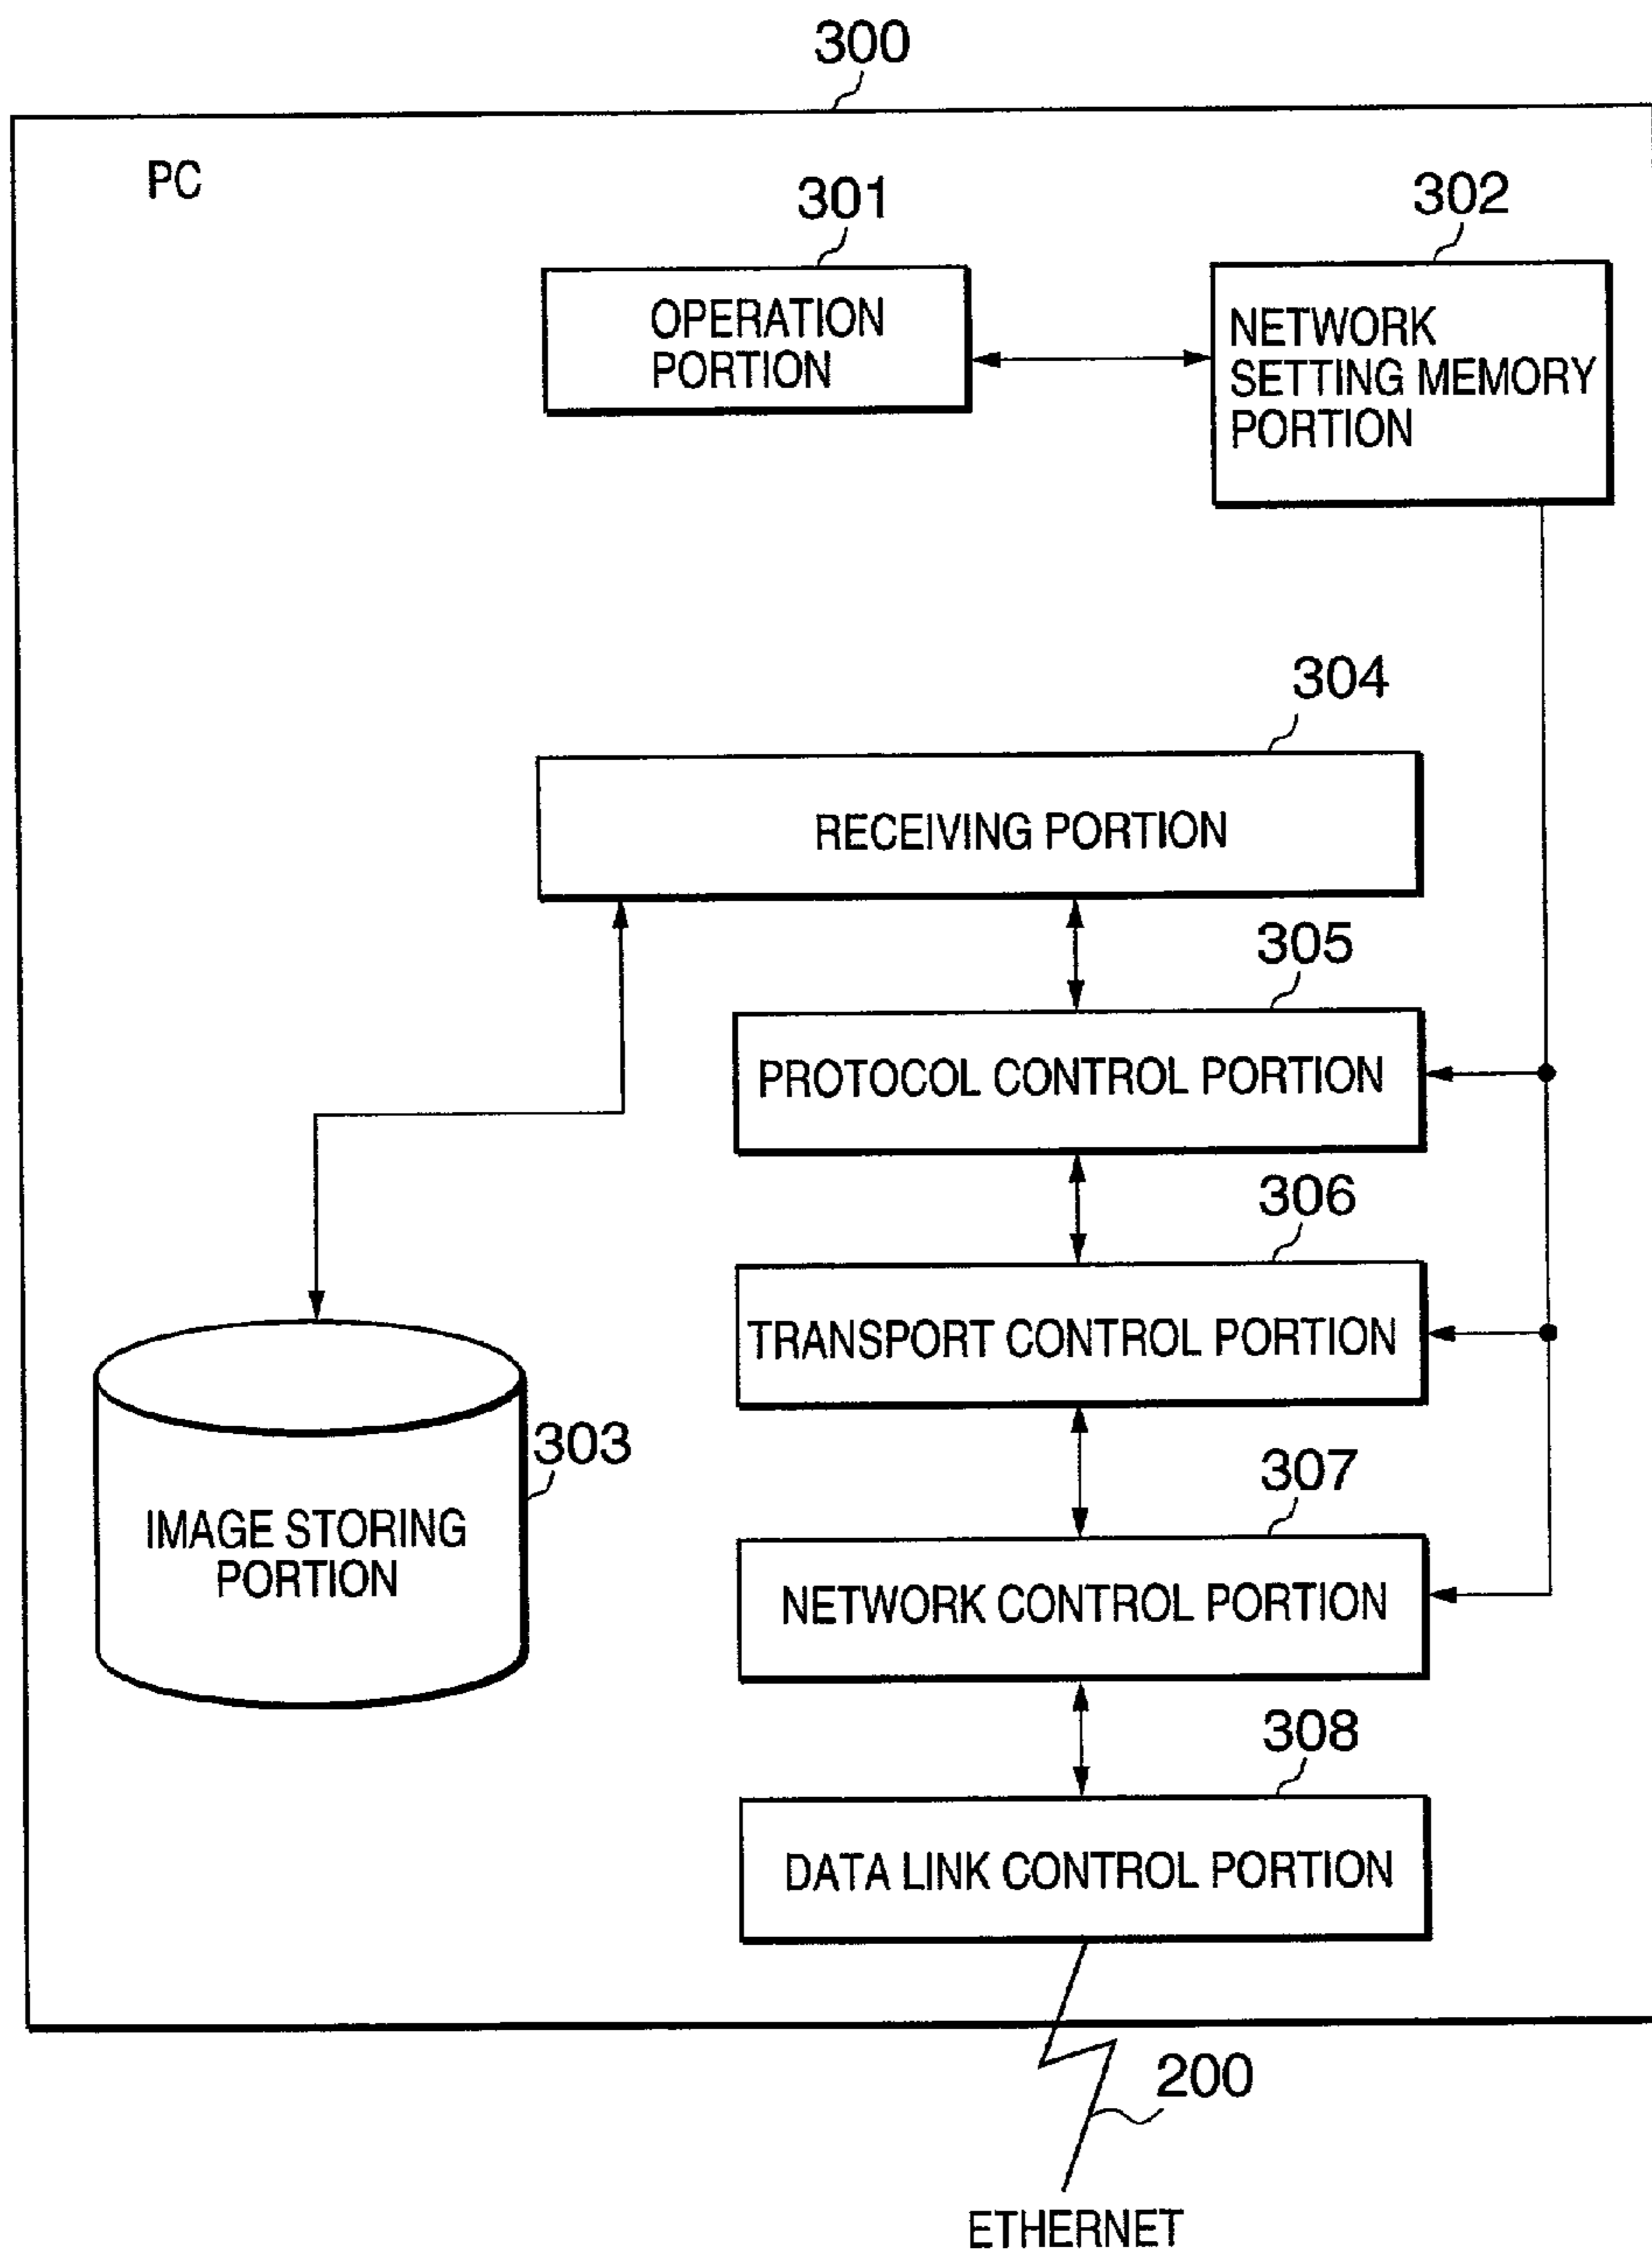 300
PC
301
302
OPERATION
PORTION
NETWORK
SETTING MEMORY
PORTION
304
RECEIVING PORTION
305
PROTOCOL CONTROL PORTION
306
TRANSPORT CONTROL PORTION
303
IMAGE STORING
PORTION
307
NETWORK CONTROL PORTION
308
DATA LINK CONTROL PORTION
200
ETHERNET